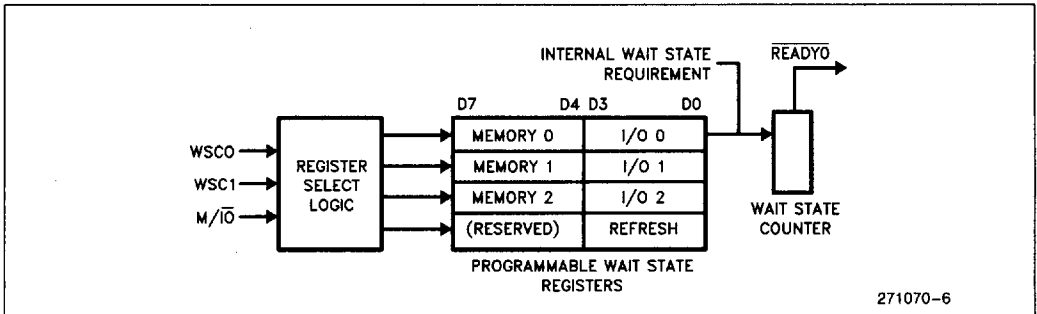 INTERNAL WAIT STATE
REQUIREMENT
READYO
D7 D4 D3 D0
WSC0
WSC1
M/IO
REGISTER
SELECT
LOGIC
MEMORY 0 I/O 0
MEMORY 1 I/O 1
MEMORY 2 I/O 2
(RESERVED) REFRESH
WAIT STATE
COUNTER
PROGRAMMABLE WAIT STATE
REGISTERS
271070-6